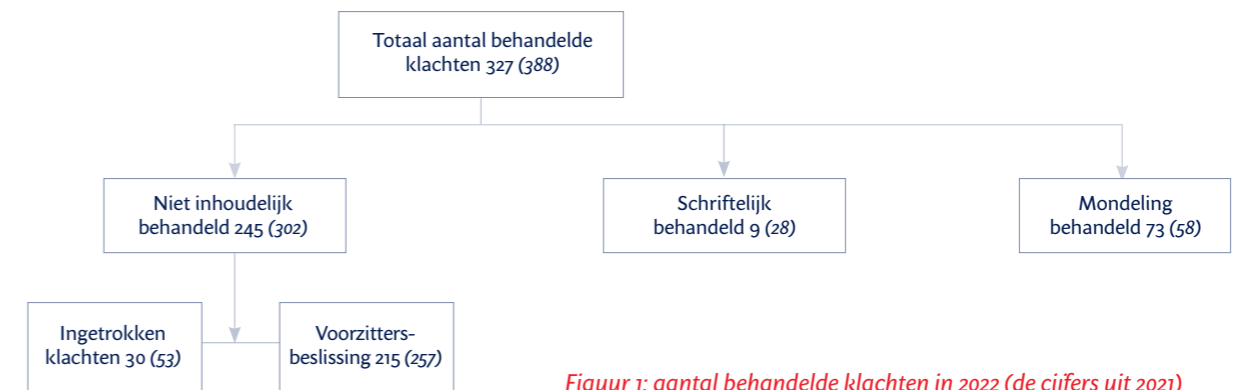 Totaal aantal behandelde
klachten 327 (388)
Niet inhoudelijk
behandeld 245 (302)
Schriftelijk
behandeld 9 (28)
Mondeling
behandeld 73 (58)
Ingetrokken
klachten 30 (53)
Voorzitters-
beslissing 215 (257)
Figuur 1: aantal behandelde klachten in 2022 (de cijfers uit 2021)